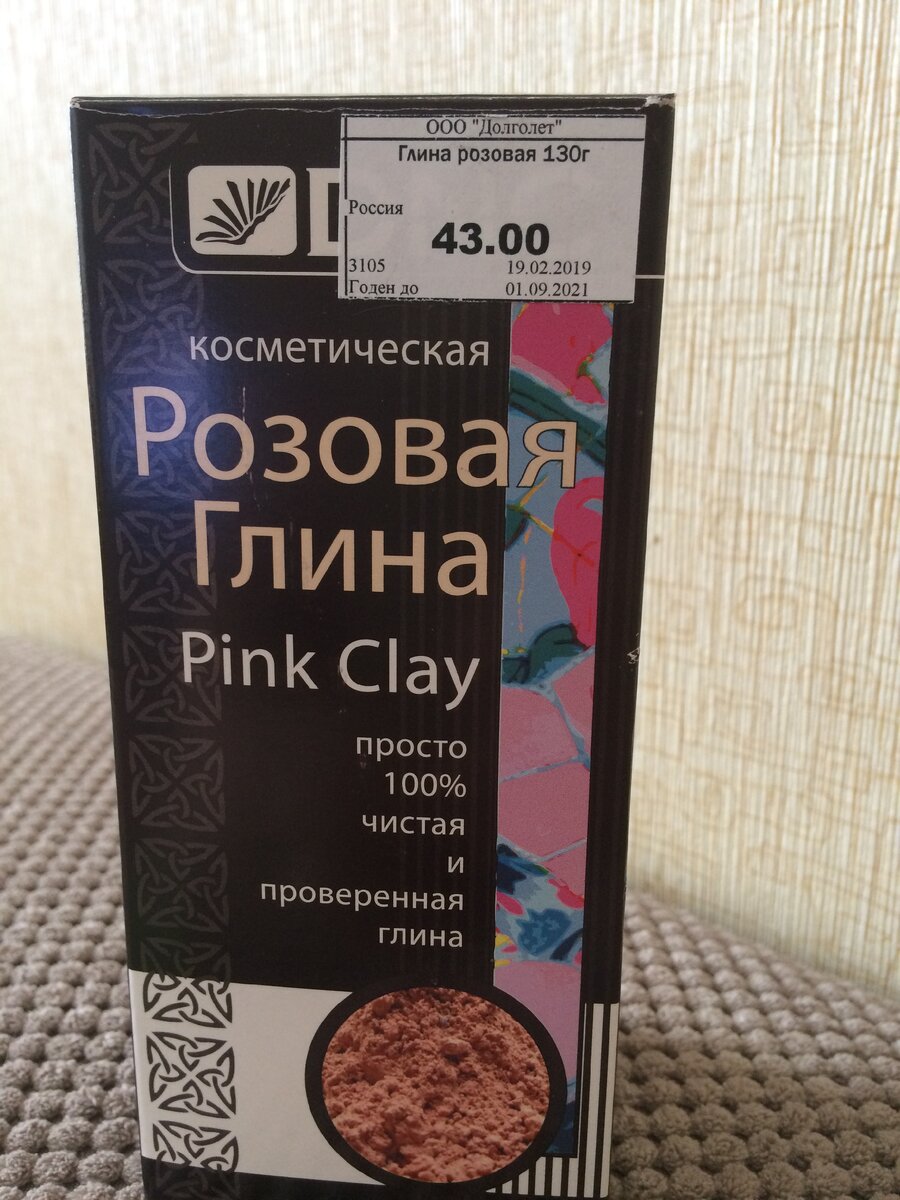 ООО "Долголет"
Глина розовая 130г
Россия
43.00
3105 19.02.2019
Годен до 01.09.2021
косметическая
Розовая
Глина
Pink Clay
просто
100%
чистая
и
проверенная
глина